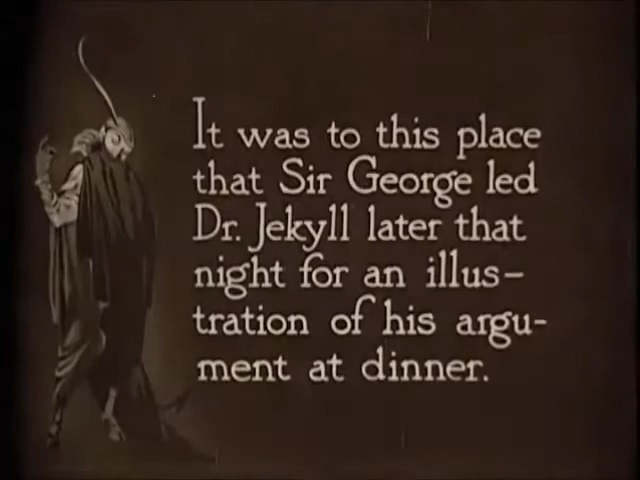 It was to this place
that Sir George led
Dr. Jekyll later that
night for an illus-
tration of his argu-
ment at dinner.